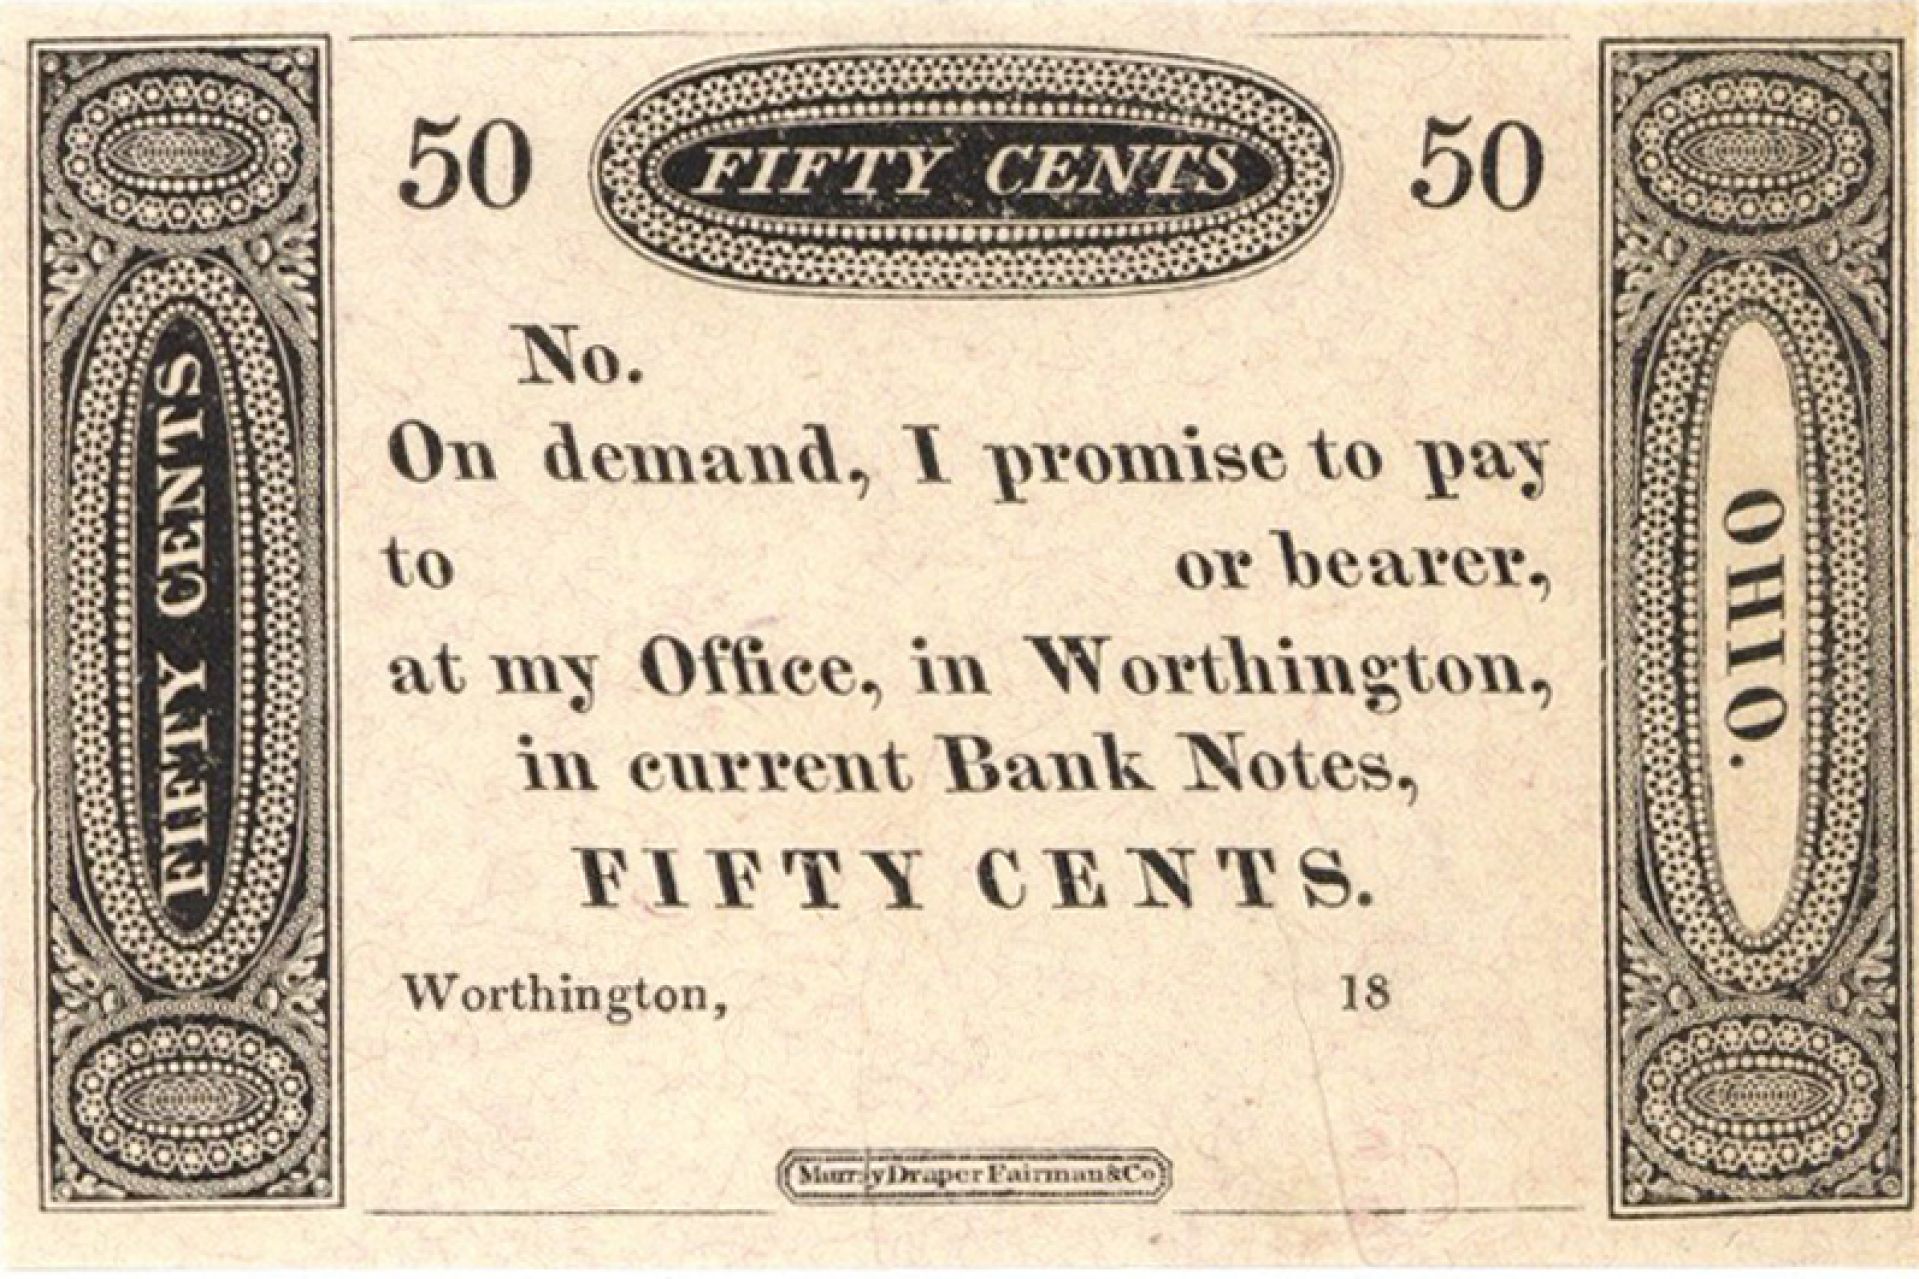 50 FIFTY CENTS 50
No.
On demand, I promise to pay
to or bearer,
at my Office, in Worthington,
in current Bank Notes,
FIFTY CENTS.
Worthington, 18
Murray Draper Fairman & Co
FIFTY CENTS
OHIO.